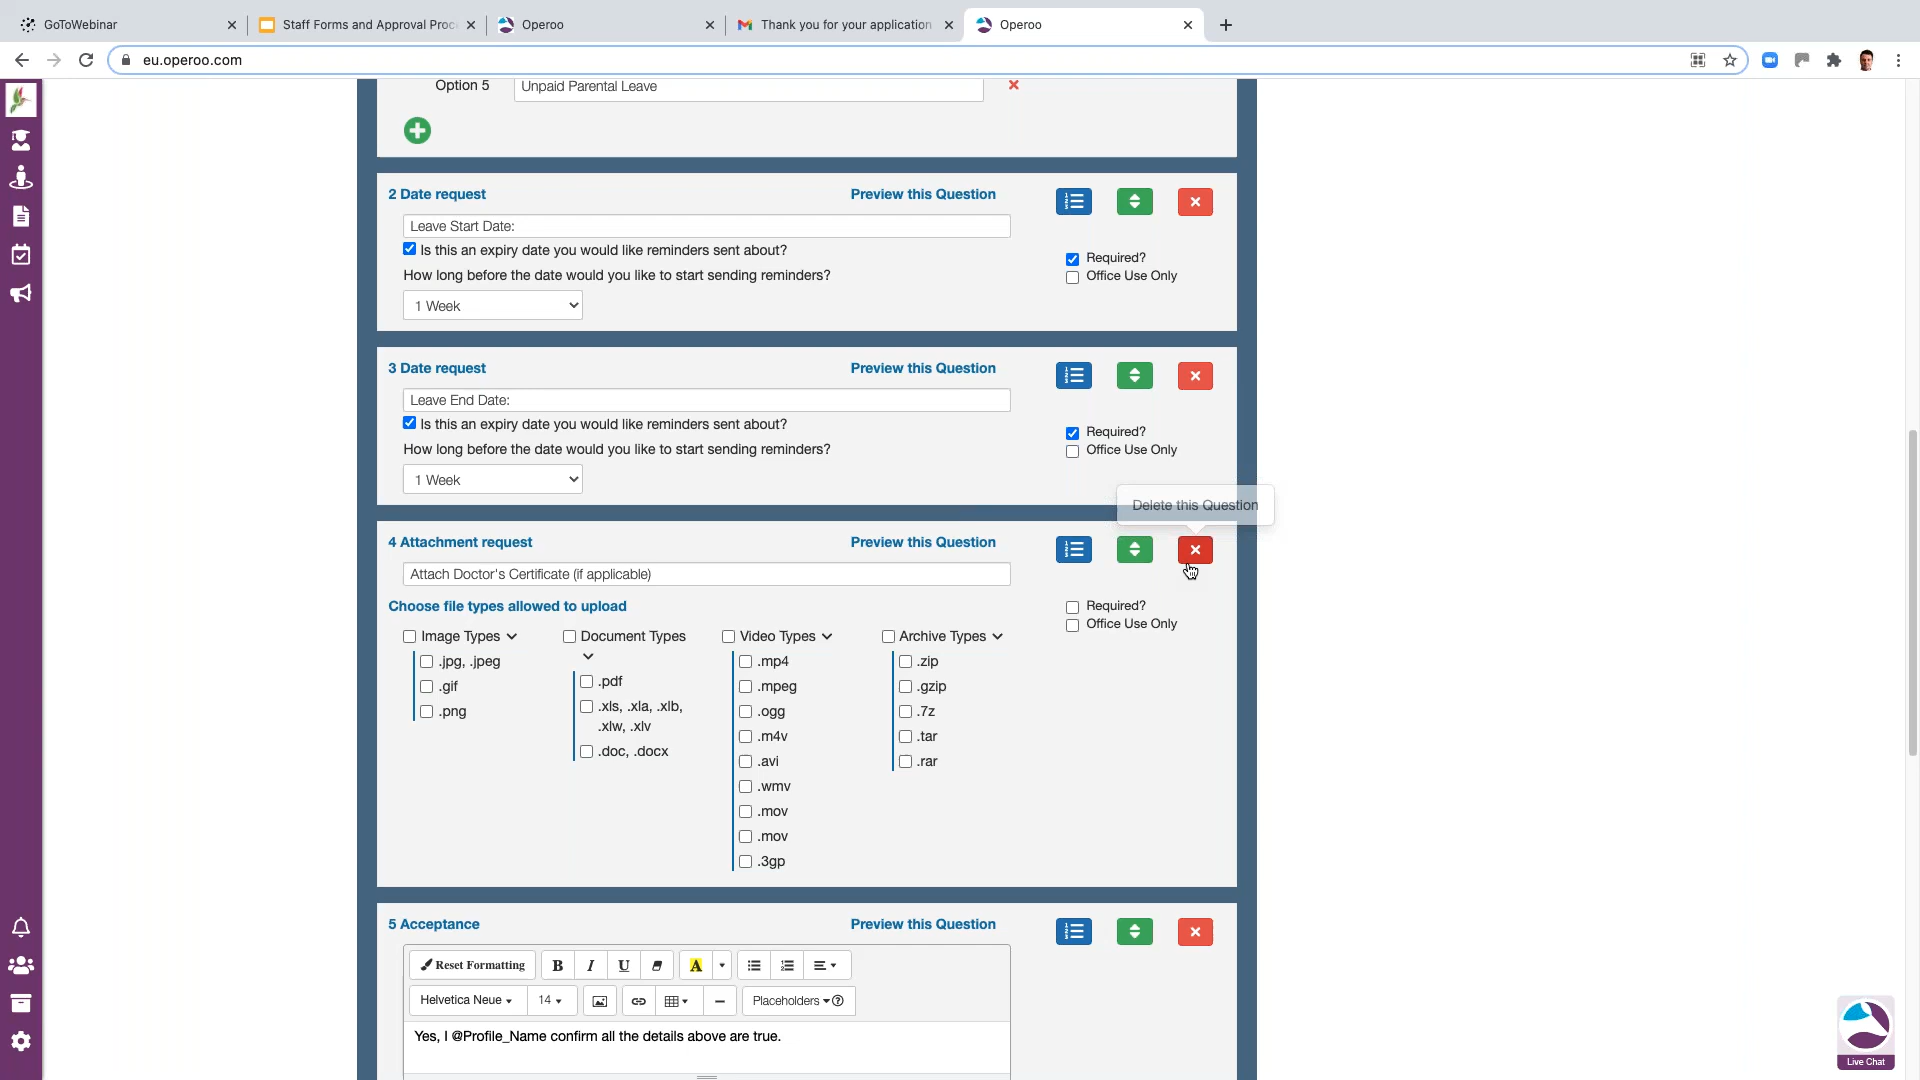 GoToWebinar
Staff Forms and Approval Proc
Operoo
Thank you for your application
Operoo
eu.operoo.com
Option 5
Unpaid Parental Leave
2 Date request
Preview this Question
Leave Start Date:
Is this an expiry date you would like reminders sent about?
Required?
How long before the date would you like to start sending reminders?
Office Use Only
1 Week
3 Date request
Preview this Question
Leave End Date:
Is this an expiry date you would like reminders sent about?
Required?
How long before the date would you like to start sending reminders?
Office Use Only
1 Week
Delete this Question
4 Attachment request
Preview this Question
Attach Doctor's Certificate (if applicable)
Choose file types allowed to upload
Required?
Office Use Only
Image Types
.jpg, .jpeg
.gif
.png
Document Types
.pdf
.xls, .xla, .xlb,
.xlw, .xlv
.doc, .docx
Video Types
.mp4
.mpeg
.ogg
.m4v
.avi
.wmv
.mov
.mov
.3gp
Archive Types
.zip
.gzip
.7z
.tar
.rar
5 Acceptance
Preview this Question
Reset Formatting
B I U A
Helvetica Neue
14
Placeholders
Yes, I @Profile_Name confirm all the details above are true.
Live Chat